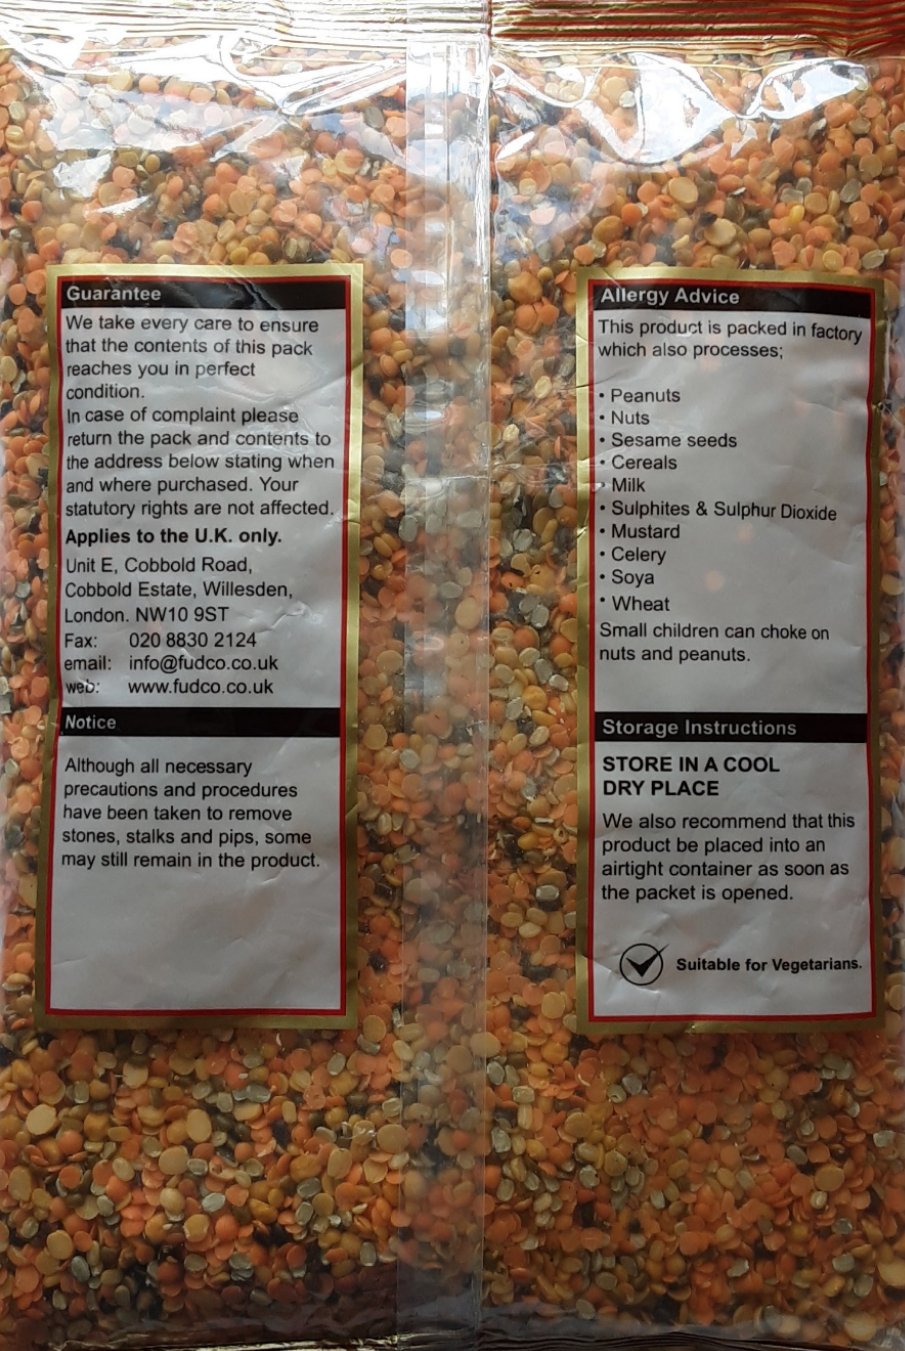 Guarantee
We take every care to ensure
that the contents of this pack
reaches you in perfect
condition.
In case of complaint please
return the pack and contents to
the address below stating when
and where purchased. Your
statutory rights are not affected.
Applies to the U.K. only.
Unit E, Cobbold Road,
Cobbold Estate, Willesden,
London. NW10 9ST
Fax: 020 8830 2124
email: info@fudco.co.uk
web: www.fudco.co.uk
Notice
Although all necessary
precautions and procedures
have been taken to remove
stones, stalks and pips, some
may still remain in the product.
Allergy Advice
This product is packed in factory
which also processes;
• Peanuts
• Nuts
• Sesame seeds
• Cereals
• Milk
• Sulphites & Sulphur Dioxide
• Mustard
• Celery
• Soya
• Wheat
Small children can choke on
nuts and peanuts.
Storage Instructions
STORE IN A COOL
DRY PLACE
We also recommend that this
product be placed into an
airtight container as soon as
the packet is opened.
Suitable for Vegetarians.